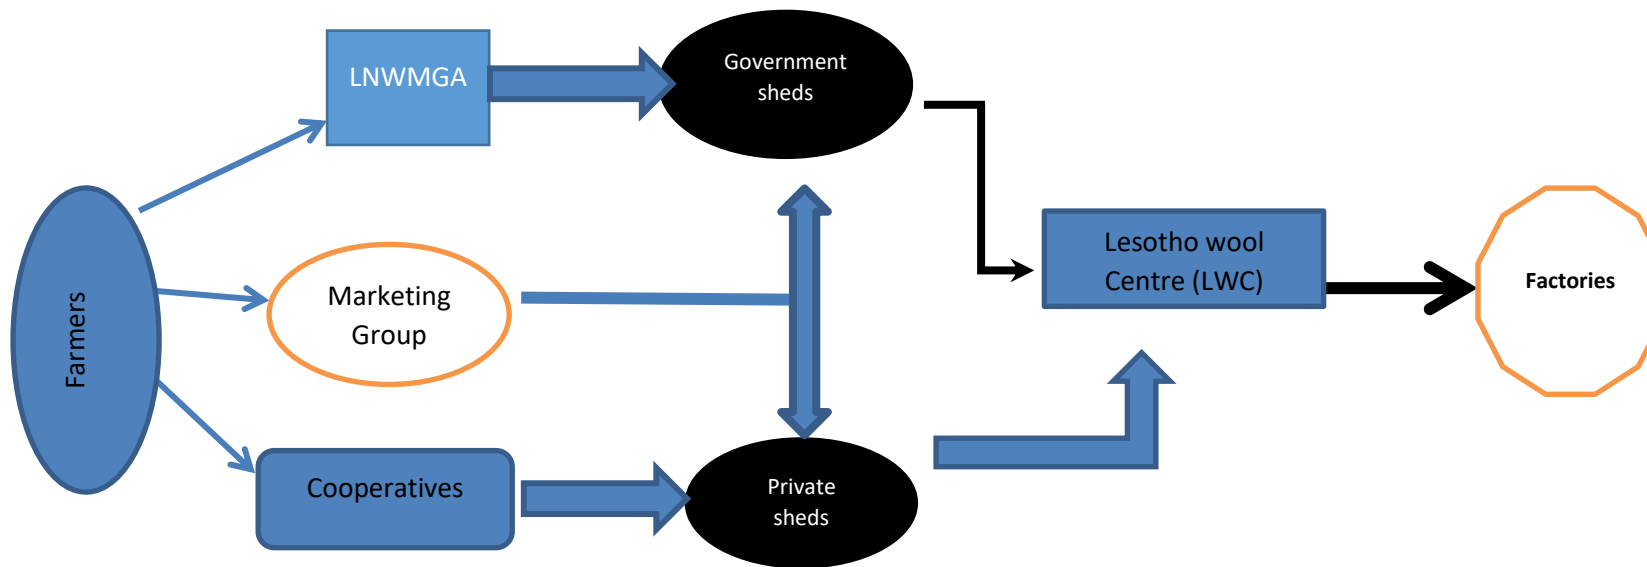 LNWMGA
Government
sheds
Farmers
Marketing
Group
Lesotho wool
Centre (LWC)
Factories
Cooperatives
Private
sheds